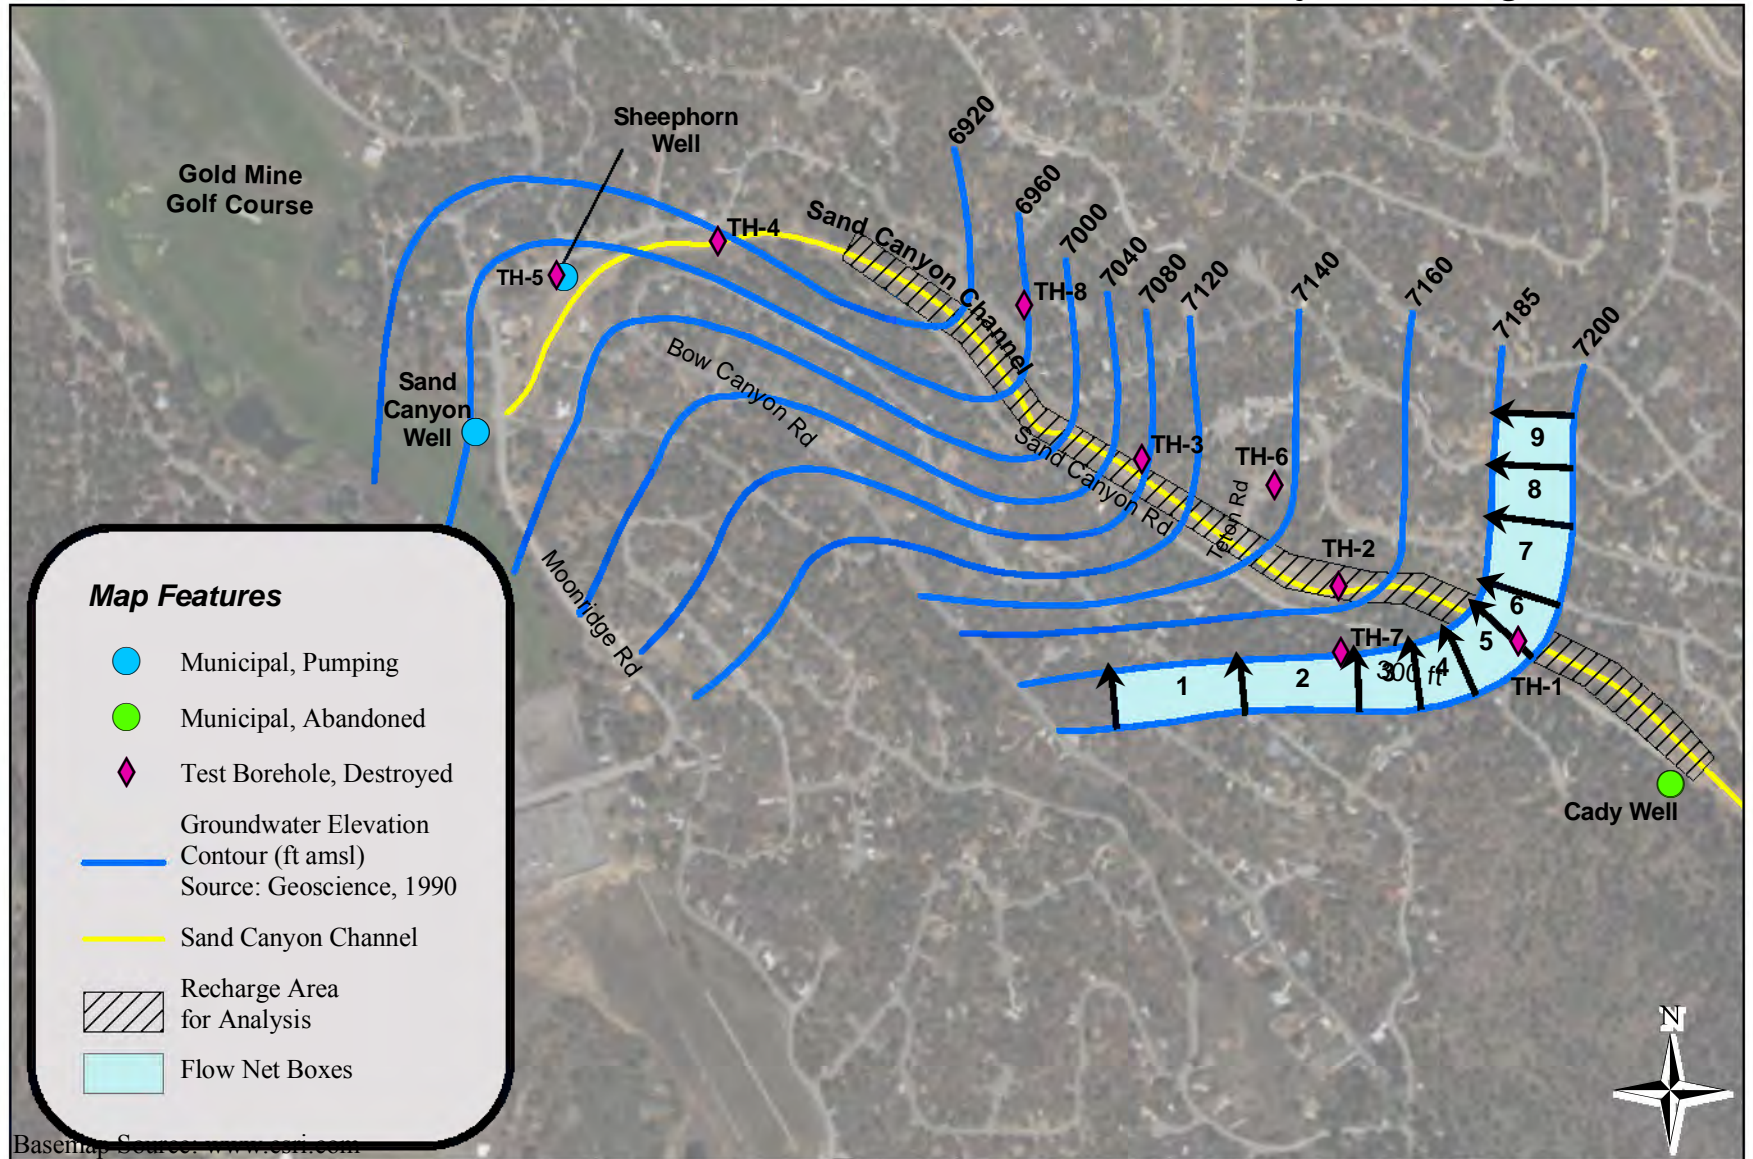 Sheephorn
Well
Gold Mine
Golf Course
6920
6960
7000
7040
7080
7120
7140
7160
7185
7200
TH-4
Sand Canyon Channel
TH-5
TH-8
Bow Canyon Rd
Sand
Canyon
Well
Sand Canyon Rd
TH-3
TH-6
Teton Rd
TH-2
9
8
7
6
5
4
3
2
1
TH-7
300 ft
TH-1
Moonridge Rd
Cady Well
Map Features
Municipal, Pumping
Municipal, Abandoned
Test Borehole, Destroyed
Groundwater Elevation
Contour (ft amsl)
Source: Geoscience, 1990
Sand Canyon Channel
Recharge Area
for Analysis
Flow Net Boxes
N
Basemap Source: www.esri.com